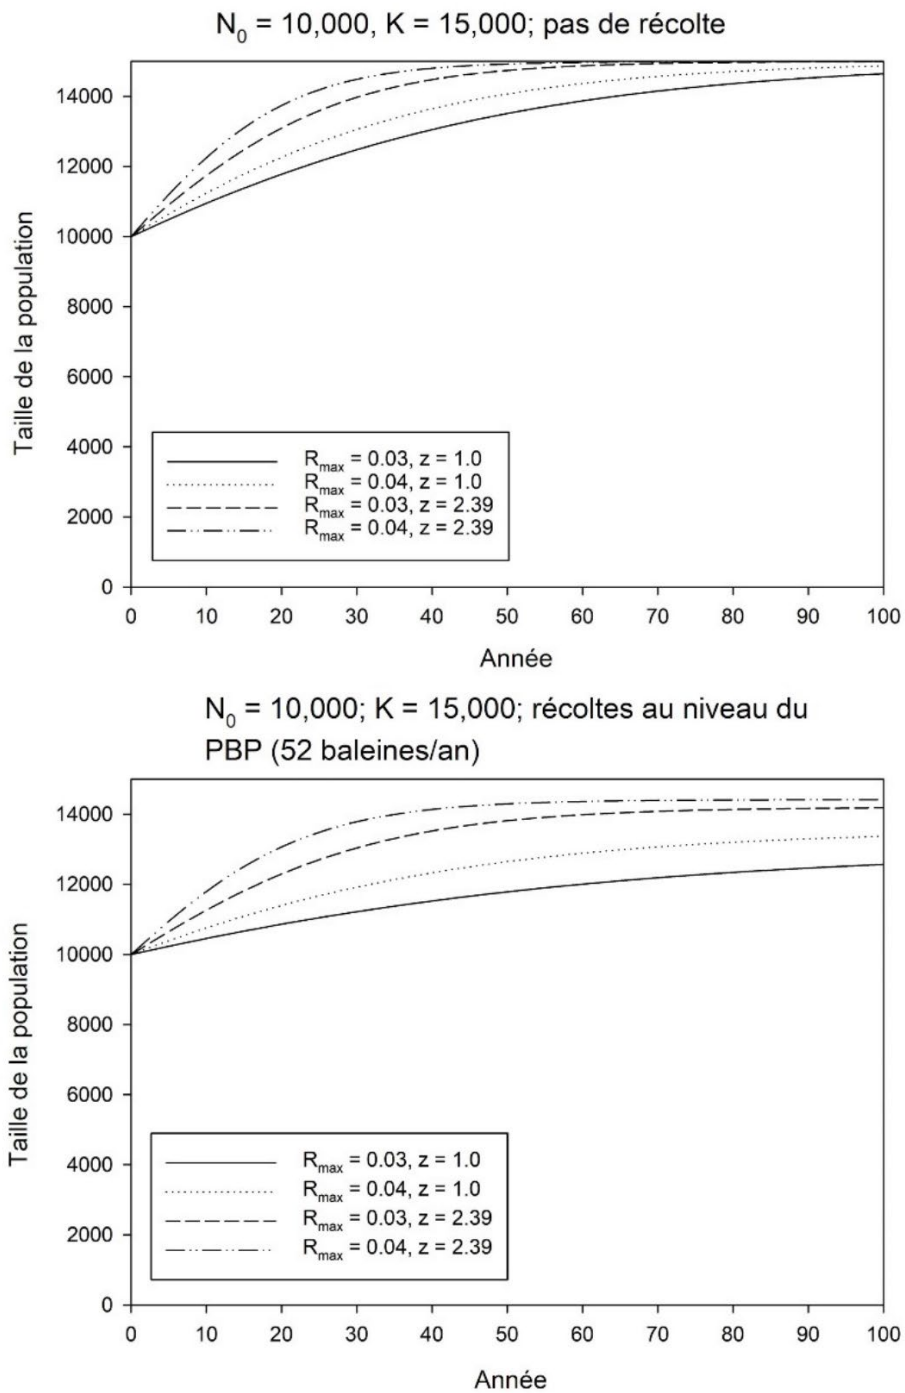 N0 = 10,000, K = 15,000; pas de récolte
14000
12000
10000
8000
6000
4000
2000
0
Taille de la population
Rmax = 0.03, z = 1.0
Rmax = 0.04, z = 1.0
Rmax = 0.03, z = 2.39
Rmax = 0.04, z = 2.39
0 10 20 30 40 50 60 70 80 90 100
Année
N0 = 10,000; K = 15,000; récoltes au niveau du
PBP (52 baleines/an)
14000
12000
10000
8000
6000
4000
2000
0
Taille de la population
Rmax = 0.03, z = 1.0
Rmax = 0.04, z = 1.0
Rmax = 0.03, z = 2.39
Rmax = 0.04, z = 2.39
0 10 20 30 40 50 60 70 80 90 100
Année